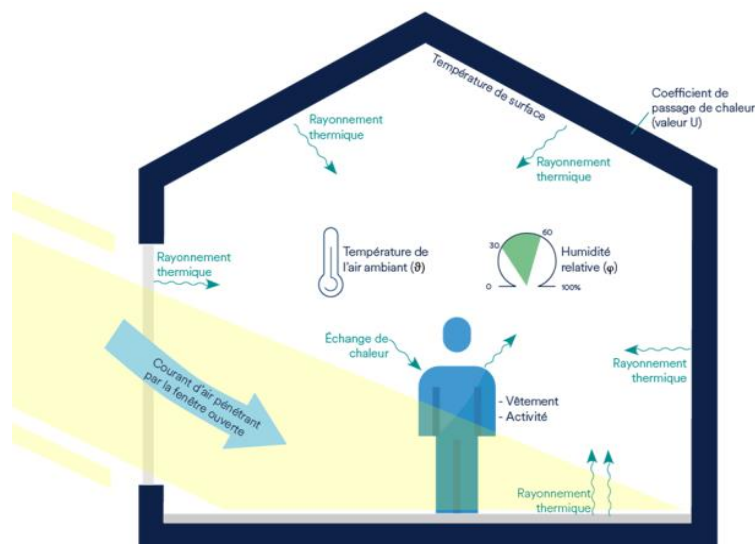 Température de surface
Coefficient de
passage de chaleur
(valeur U)
Rayonnement
thermique
Rayonnement
thermique
Rayonnement
thermique
Température de
l'air ambiant (θ)
30
60
0
100%
Humidité
relative (φ)
Échange de
chaleur
Rayonnement
thermique
Courant d'air pénétrant
par la fenêtre ouverte
- Vêtement
- Activité
Rayonnement
thermique